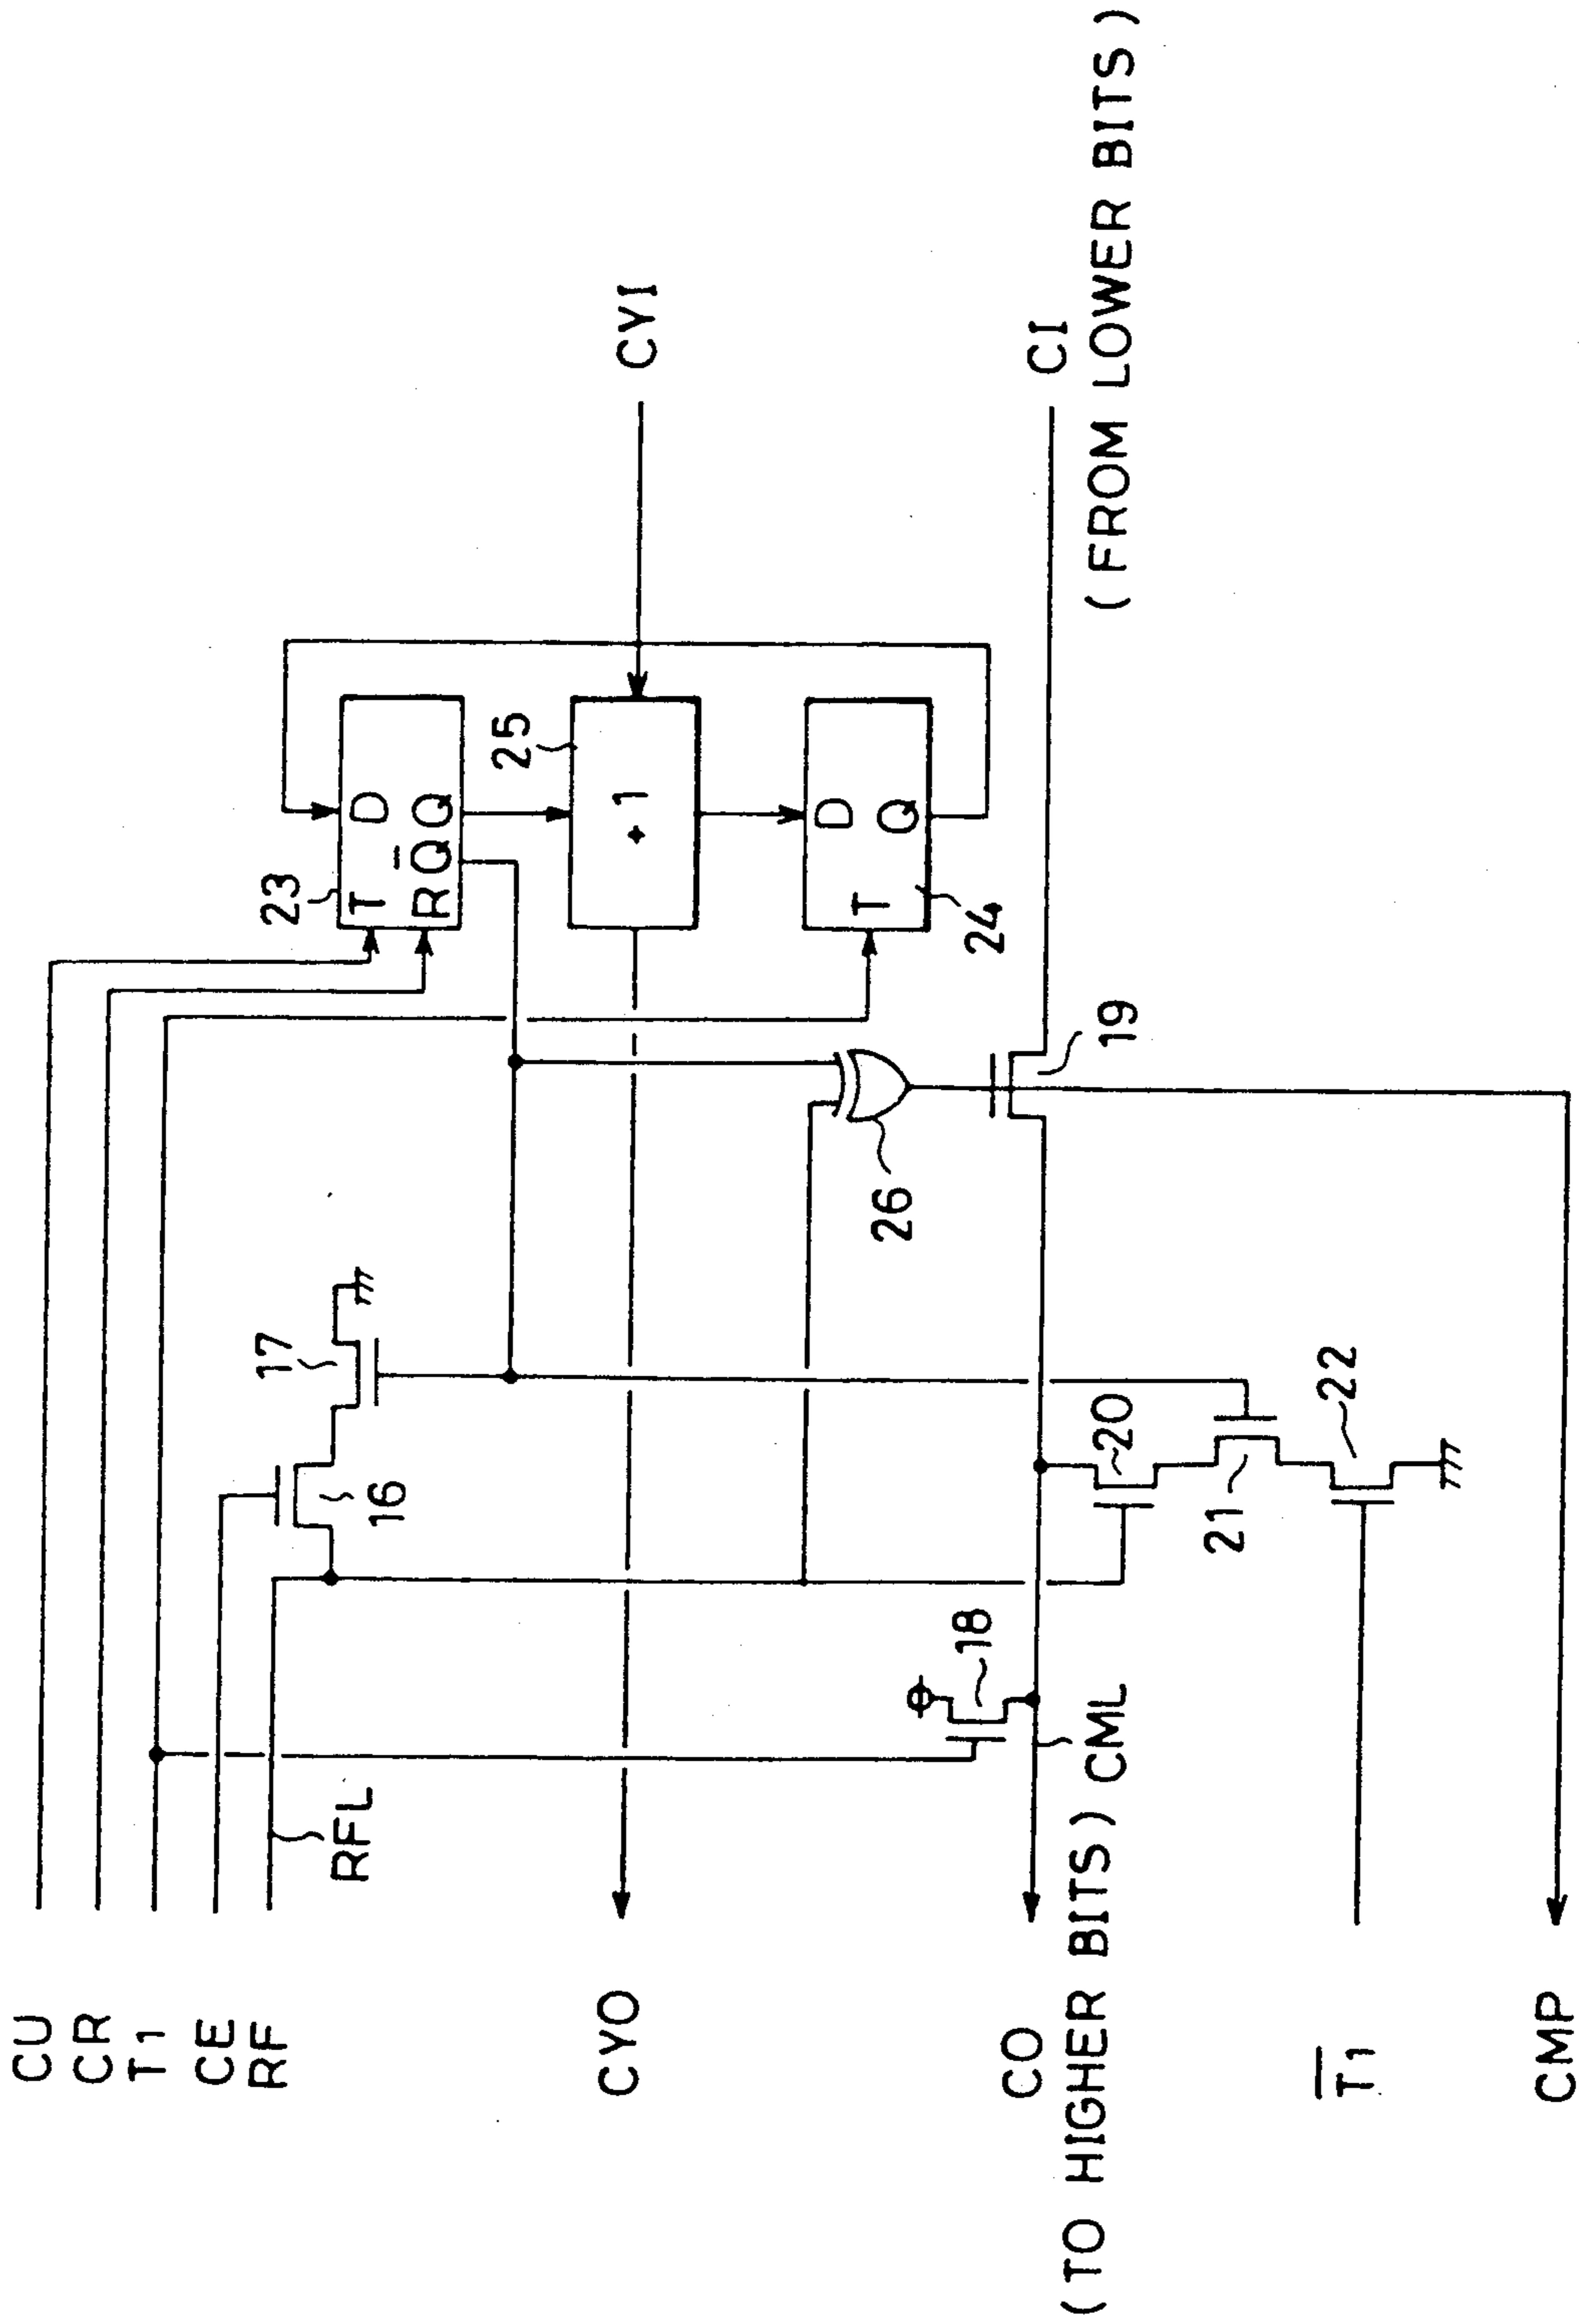 CU
CR
T1
CE
RF
RFL
CYO
CO
(TO HIGHER BITS)
CML
T̅1
CMP
16
17
18
19
20
21
22
23
T
D
R
Q̅
Q
25
+1
24
T
D
Q
26
CYI
CI
(FROM LOWER BITS)